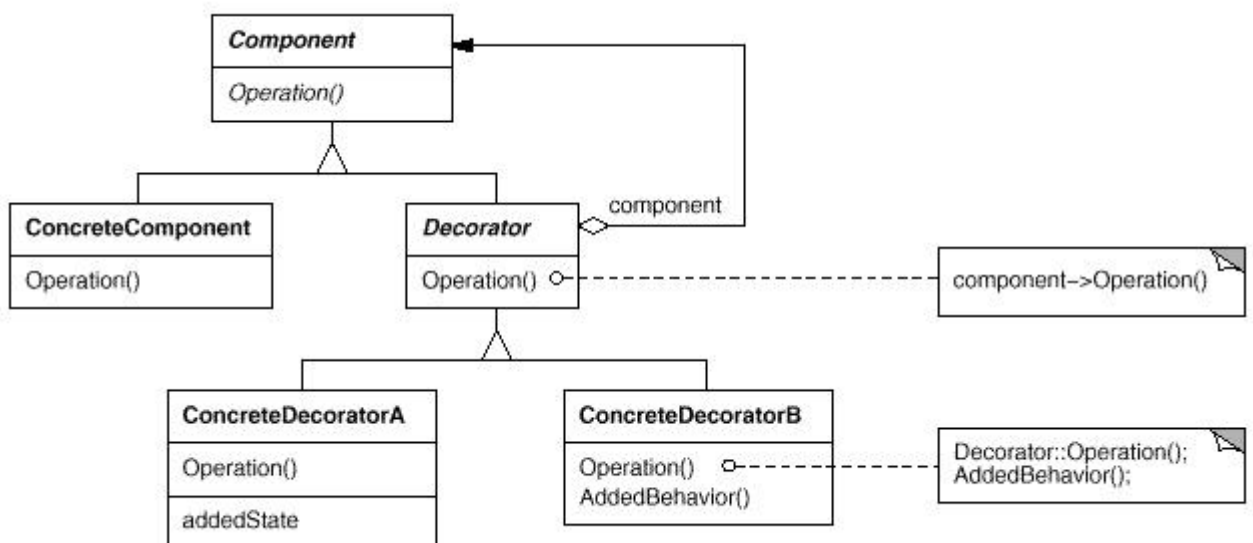 Component
Operation()
component
ConcreteComponent
Operation()
Decorator
Operation()
component–>Operation()
ConcreteDecoratorA
Operation()
addedState
ConcreteDecoratorB
Operation()
AddedBehavior()
Decorator::Operation();
AddedBehavior();